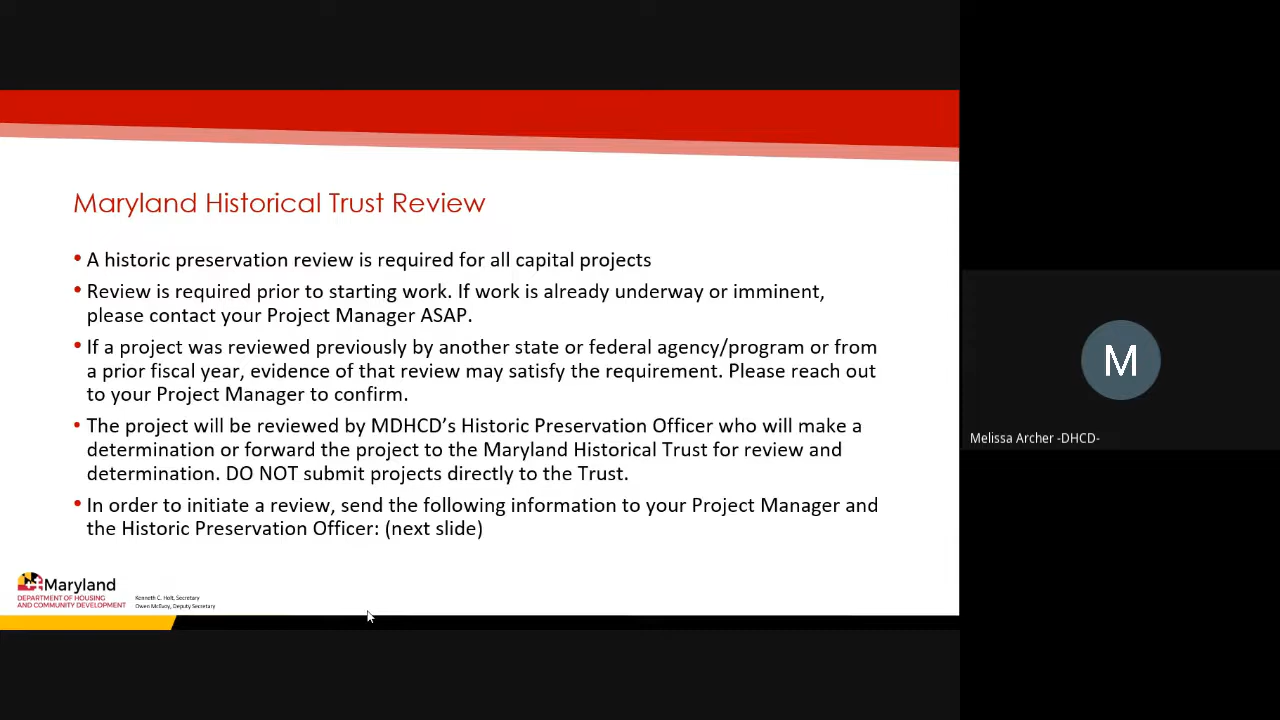 Maryland Historical Trust Review
• A historic preservation review is required for all capital projects
• Review is required prior to starting work. If work is already underway or imminent,
please contact your Project Manager ASAP.
• If a project was reviewed previously by another state or federal agency/program or from
a prior fiscal year, evidence of that review may satisfy the requirement. Please reach out
to your Project Manager to confirm.
• The project will be reviewed by MDHCD’s Historic Preservation Officer who will make a
determination or forward the project to the Maryland Historical Trust for review and
determination. DO NOT submit projects directly to the Trust.
• In order to initiate a review, send the following information to your Project Manager and
the Historic Preservation Officer: (next slide)
Maryland
DEPARTMENT OF HOUSING
AND COMMUNITY DEVELOPMENT
Kenneth C. Holt, Secretary
Owen McEvoy, Deputy Secretary
M
Melissa Archer -DHCD-